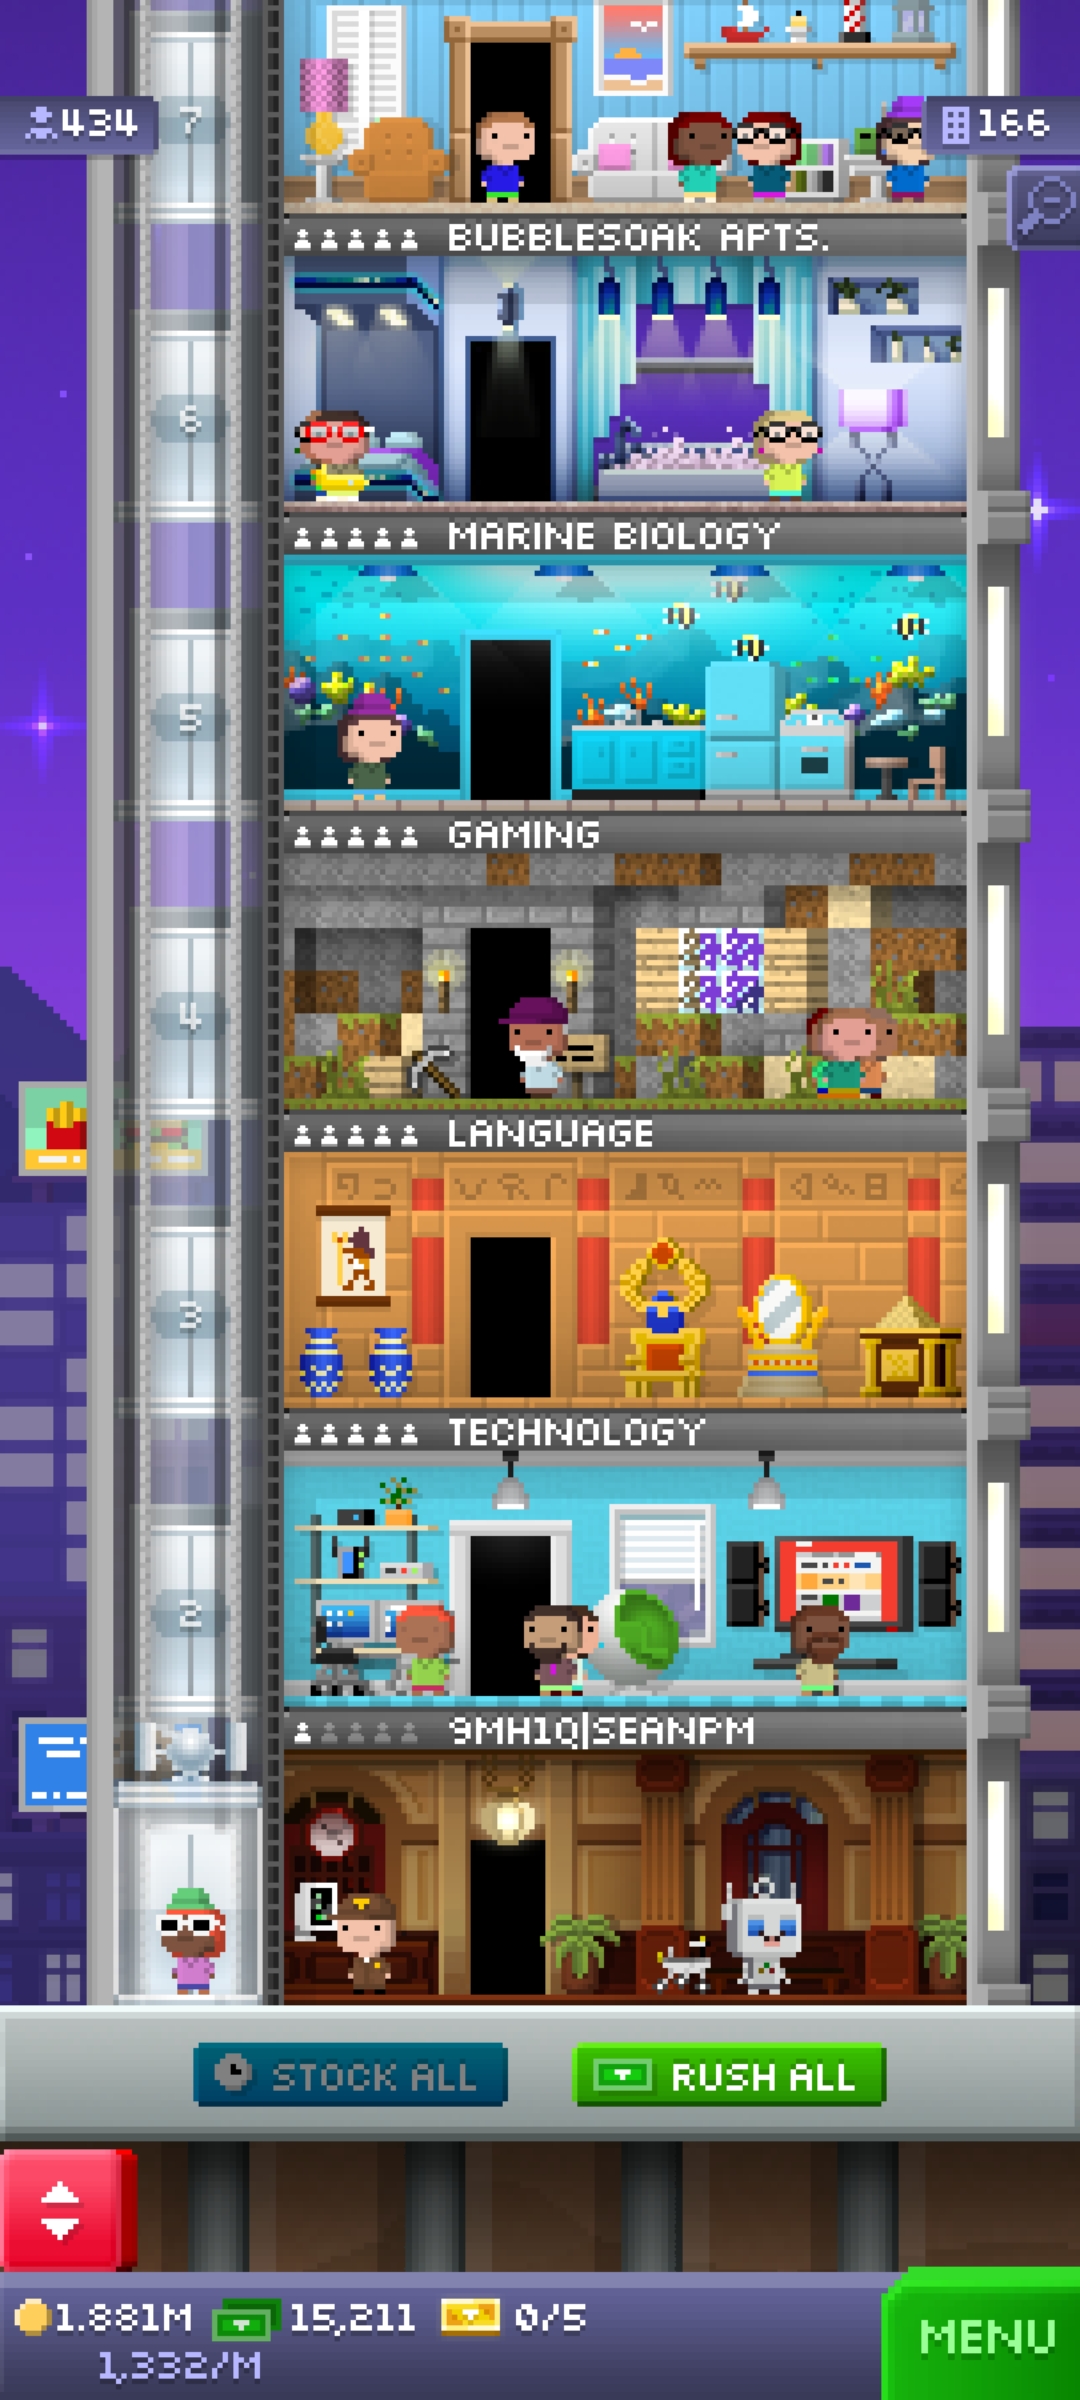 434
7
166
BUBBLESOAK APTS.
6
MARINE BIOLOGY
5
GAMING
4
LANGUAGE
3
TECHNOLOGY
2
9MH1Q|SEANPM
STOCK ALL
RUSH ALL
1.881M 15,211 0/5
1,332/M
MENU